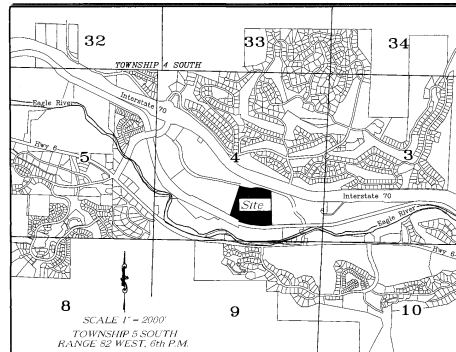 32
33
34
TOWNSHIP 4 SOUTH
Interstate 70
Eagle River
Hwy 6
5
4
3
Interstate 70
Site
Eagle River
Hwy 6
8
9
10
SCALE 1" = 2000'
TOWNSHIP 5 SOUTH
RANGE 82 WEST, 6th P.M.